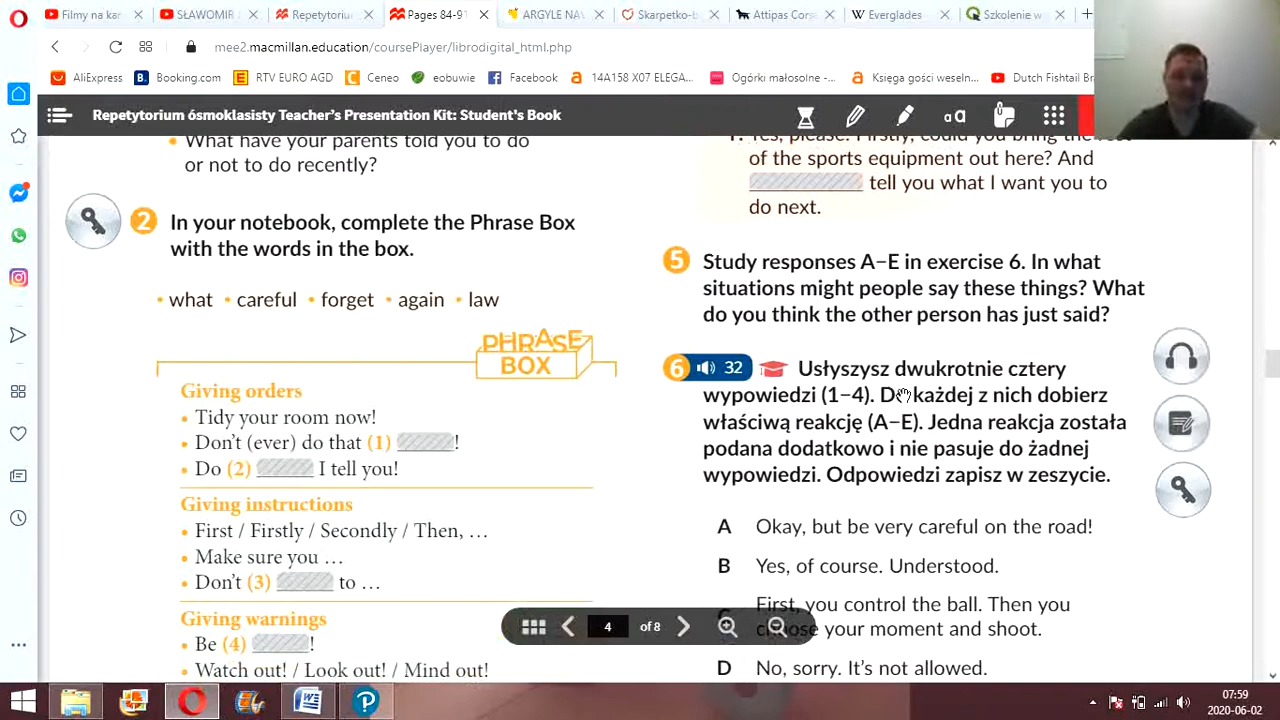 Filmy na kar
SŁAWOMIR
Repetytoriu
Pages 84-91
ARGYLE NA
Skarpetko-b
Attipas Corse
Everglades
Szkolenie w
mee2.macmillan.education/coursePlayer/librodigital_html.php
AliExpress
Booking.com
RTV EURO AGD
Ceneo
eobuwie
Facebook
14A158 X07 ELEGA...
Ogórki małosolne -...
Księga gości weseln...
Dutch Fishtail Br
Repetytorium ósmoklasisty Teacher's Presentation Kit: Student's Book
What have your parents told you to do
or not to do recently?
2 In your notebook, complete the Phrase Box
with the words in the box.
• what • careful • forget • again • law
PHRASE
BOX
Giving orders
• Tidy your room now!
• Don't (ever) do that (1) !
• Do (2) I tell you!
Giving instructions
• First / Firstly / Secondly / Then, …
• Make sure you …
• Don't (3) to …
Giving warnings
• Be (4) !
• Watch out! / Look out! / Mind out!
Yes, please. Firstly, could you bring the rest
of the sports equipment out here? And
tell you what I want you to
do next.
5 Study responses A–E in exercise 6. In what
situations might people say these things? What
do you think the other person has just said?
6 32 Usłyszysz dwukrotnie cztery
wypowiedzi (1–4). Do każdej z nich dobierz
właściwą reakcję (A–E). Jedna reakcja została
podana dodatkowo i nie pasuje do żadnej
wypowiedzi. Odpowiedzi zapisz w zeszycie.
A Okay, but be very careful on the road!
B Yes, of course. Understood.
First, you control the ball. Then you
choose your moment and shoot.
D No, sorry. It's not allowed.
4 of 8
07:59
2020-06-02